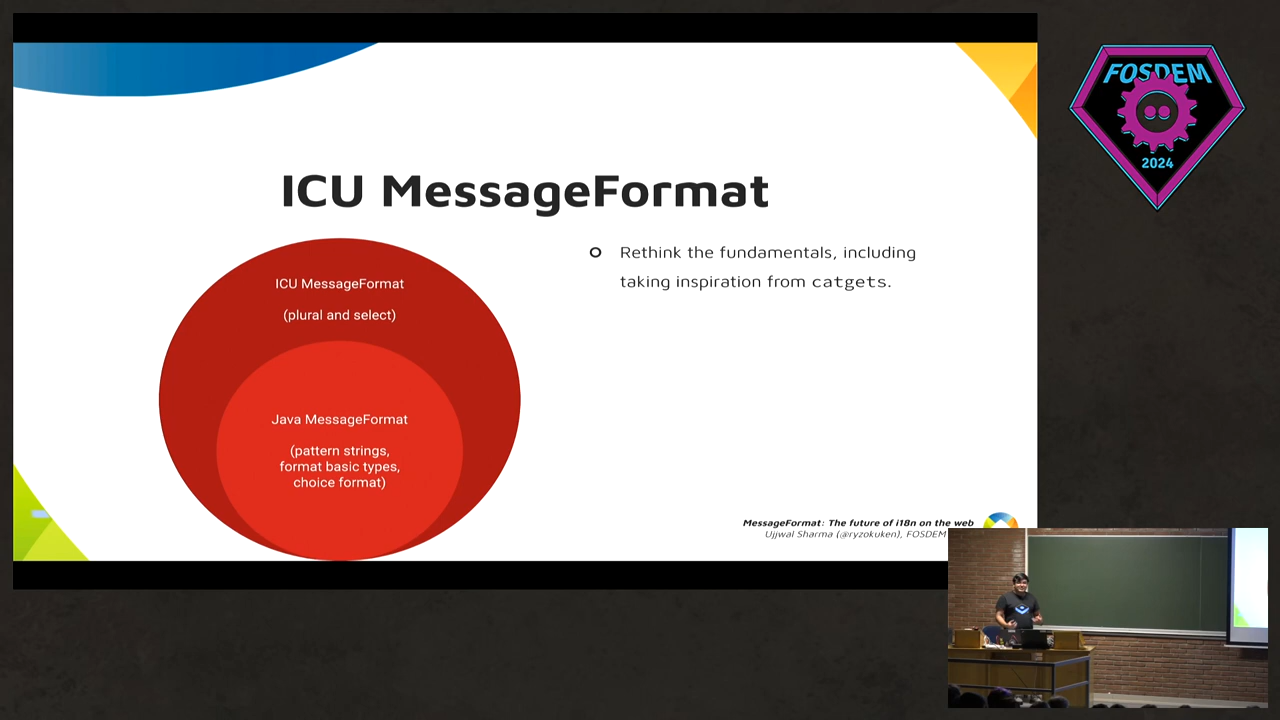 FOSDEM
2024
ICU MessageFormat
ICU MessageFormat
(plural and select)
Java MessageFormat
(pattern strings,
format basic types,
choice format)
O Rethink the fundamentals, including
taking inspiration from catgets.
MessageFormat: The future of i18n on the web
Ujjwal Sharma (@ryzokuken), FOSDEM